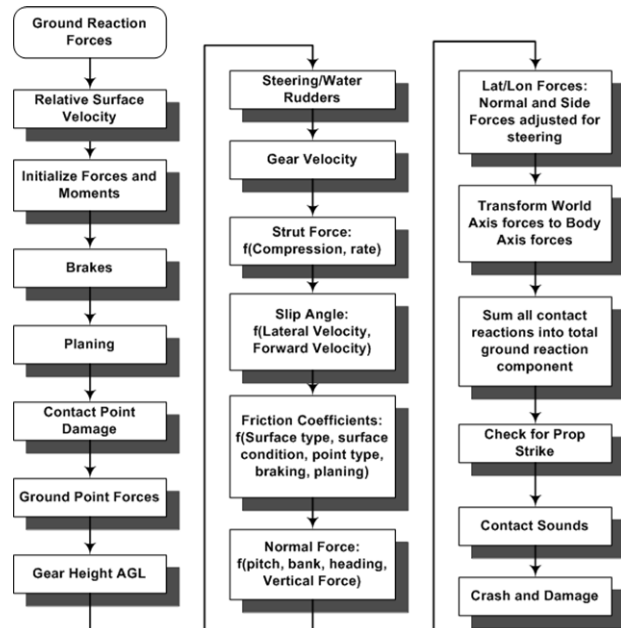 Ground Reaction
Forces
Relative Surface
Velocity
Initialize Forces and
Moments
Brakes
Planing
Contact Point
Damage
Ground Point Forces
Gear Height AGL
Steering/Water
Rudders
Gear Velocity
Strut Force:
f(Compression, rate)
Slip Angle:
f(Lateral Velocity,
Forward Velocity)
Friction Coefficients:
f(Surface type, surface
condition, point type,
braking, planing)
Normal Force:
f(pitch, bank, heading,
Vertical Force)
Lat/Lon Forces:
Normal and Side
Forces adjusted for
steering
Transform World
Axis forces to Body
Axis forces
Sum all contact
reactions into total
ground reaction
component
Check for Prop
Strike
Contact Sounds
Crash and Damage